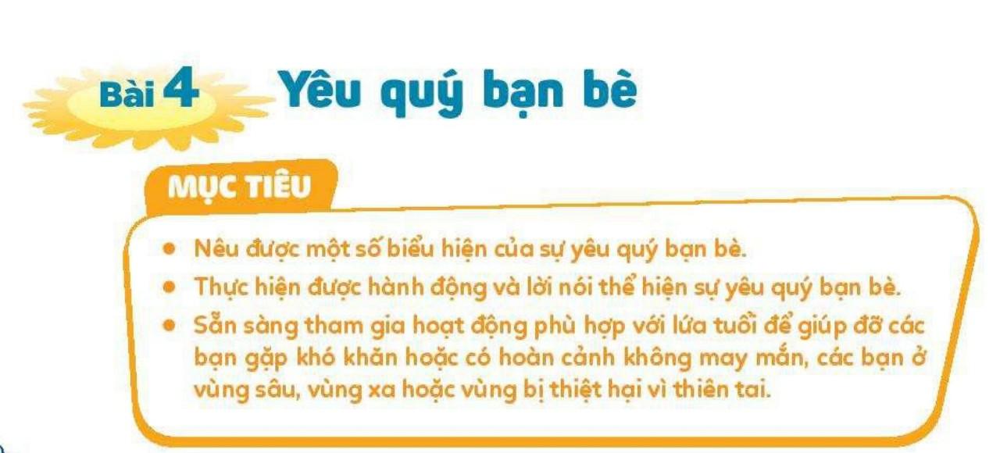 Bài 4 Yêu quý bạn bè
MỤC TIÊU
• Nêu được một số biểu hiện của sự yêu quý bạn bè.
• Thực hiện được hành động và lời nói thể hiện sự yêu quý bạn bè.
• Sẵn sàng tham gia hoạt động phù hợp với lứa tuổi để giúp đỡ các
bạn gặp khó khăn hoặc có hoàn cảnh không may mắn, các bạn ở
vùng sâu, vùng xa hoặc vùng bị thiệt hại vì thiên tai.